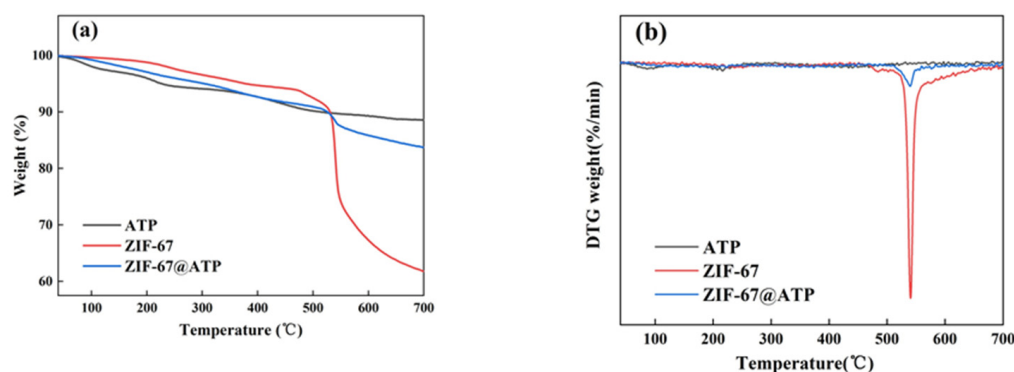 (a)
100
90
80
70
60
Weight (%)
ATP
ZIF-67
ZIF-67@ATP
100 200 300 400 500 600 700
Temperature (℃)
(b)
DTG weight(%/min)
ATP
ZIF-67
ZIF-67@ATP
100 200 300 400 500 600 700
Temperature(℃)